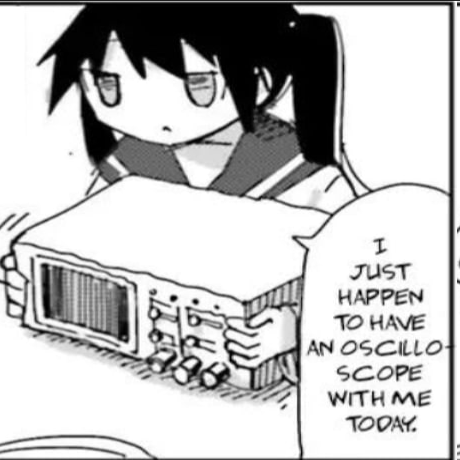 I
JUST
HAPPEN
TO HAVE
AN OSCILLO-
SCOPE
WITH ME
TODAY.